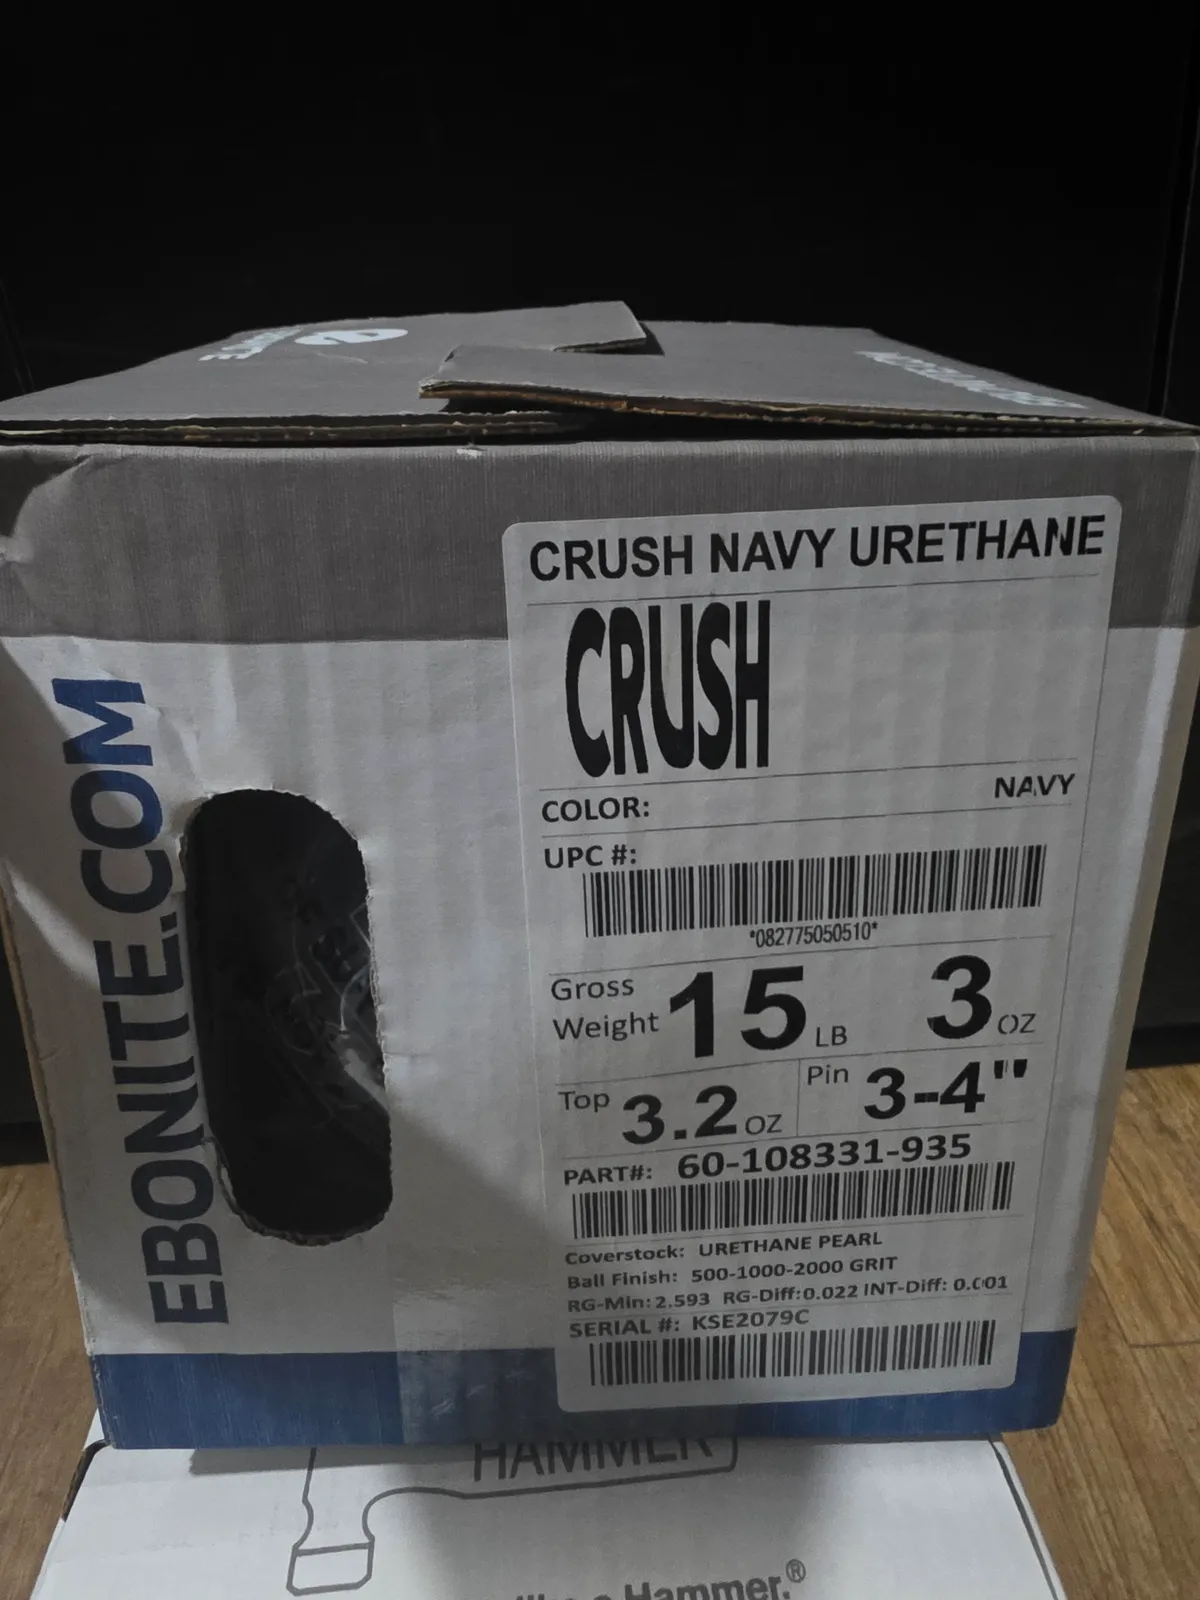 EBONITE.COM
CRUSH NAVY URETHANE
CRUSH
COLOR: NAVY
UPC #:
*082775050510*
Gross Weight 15 LB 3 OZ
Top 3.2 OZ Pin 3-4"
PART#: 60-108331-935
Coverstock: URETHANE PEARL
Ball Finish: 500-1000-2000 GRIT
RG-Min: 2.593 RG-Diff: 0.022 INT-Diff: 0.001
SERIAL #: KSE2079C
HAMMER
a Hammer.®